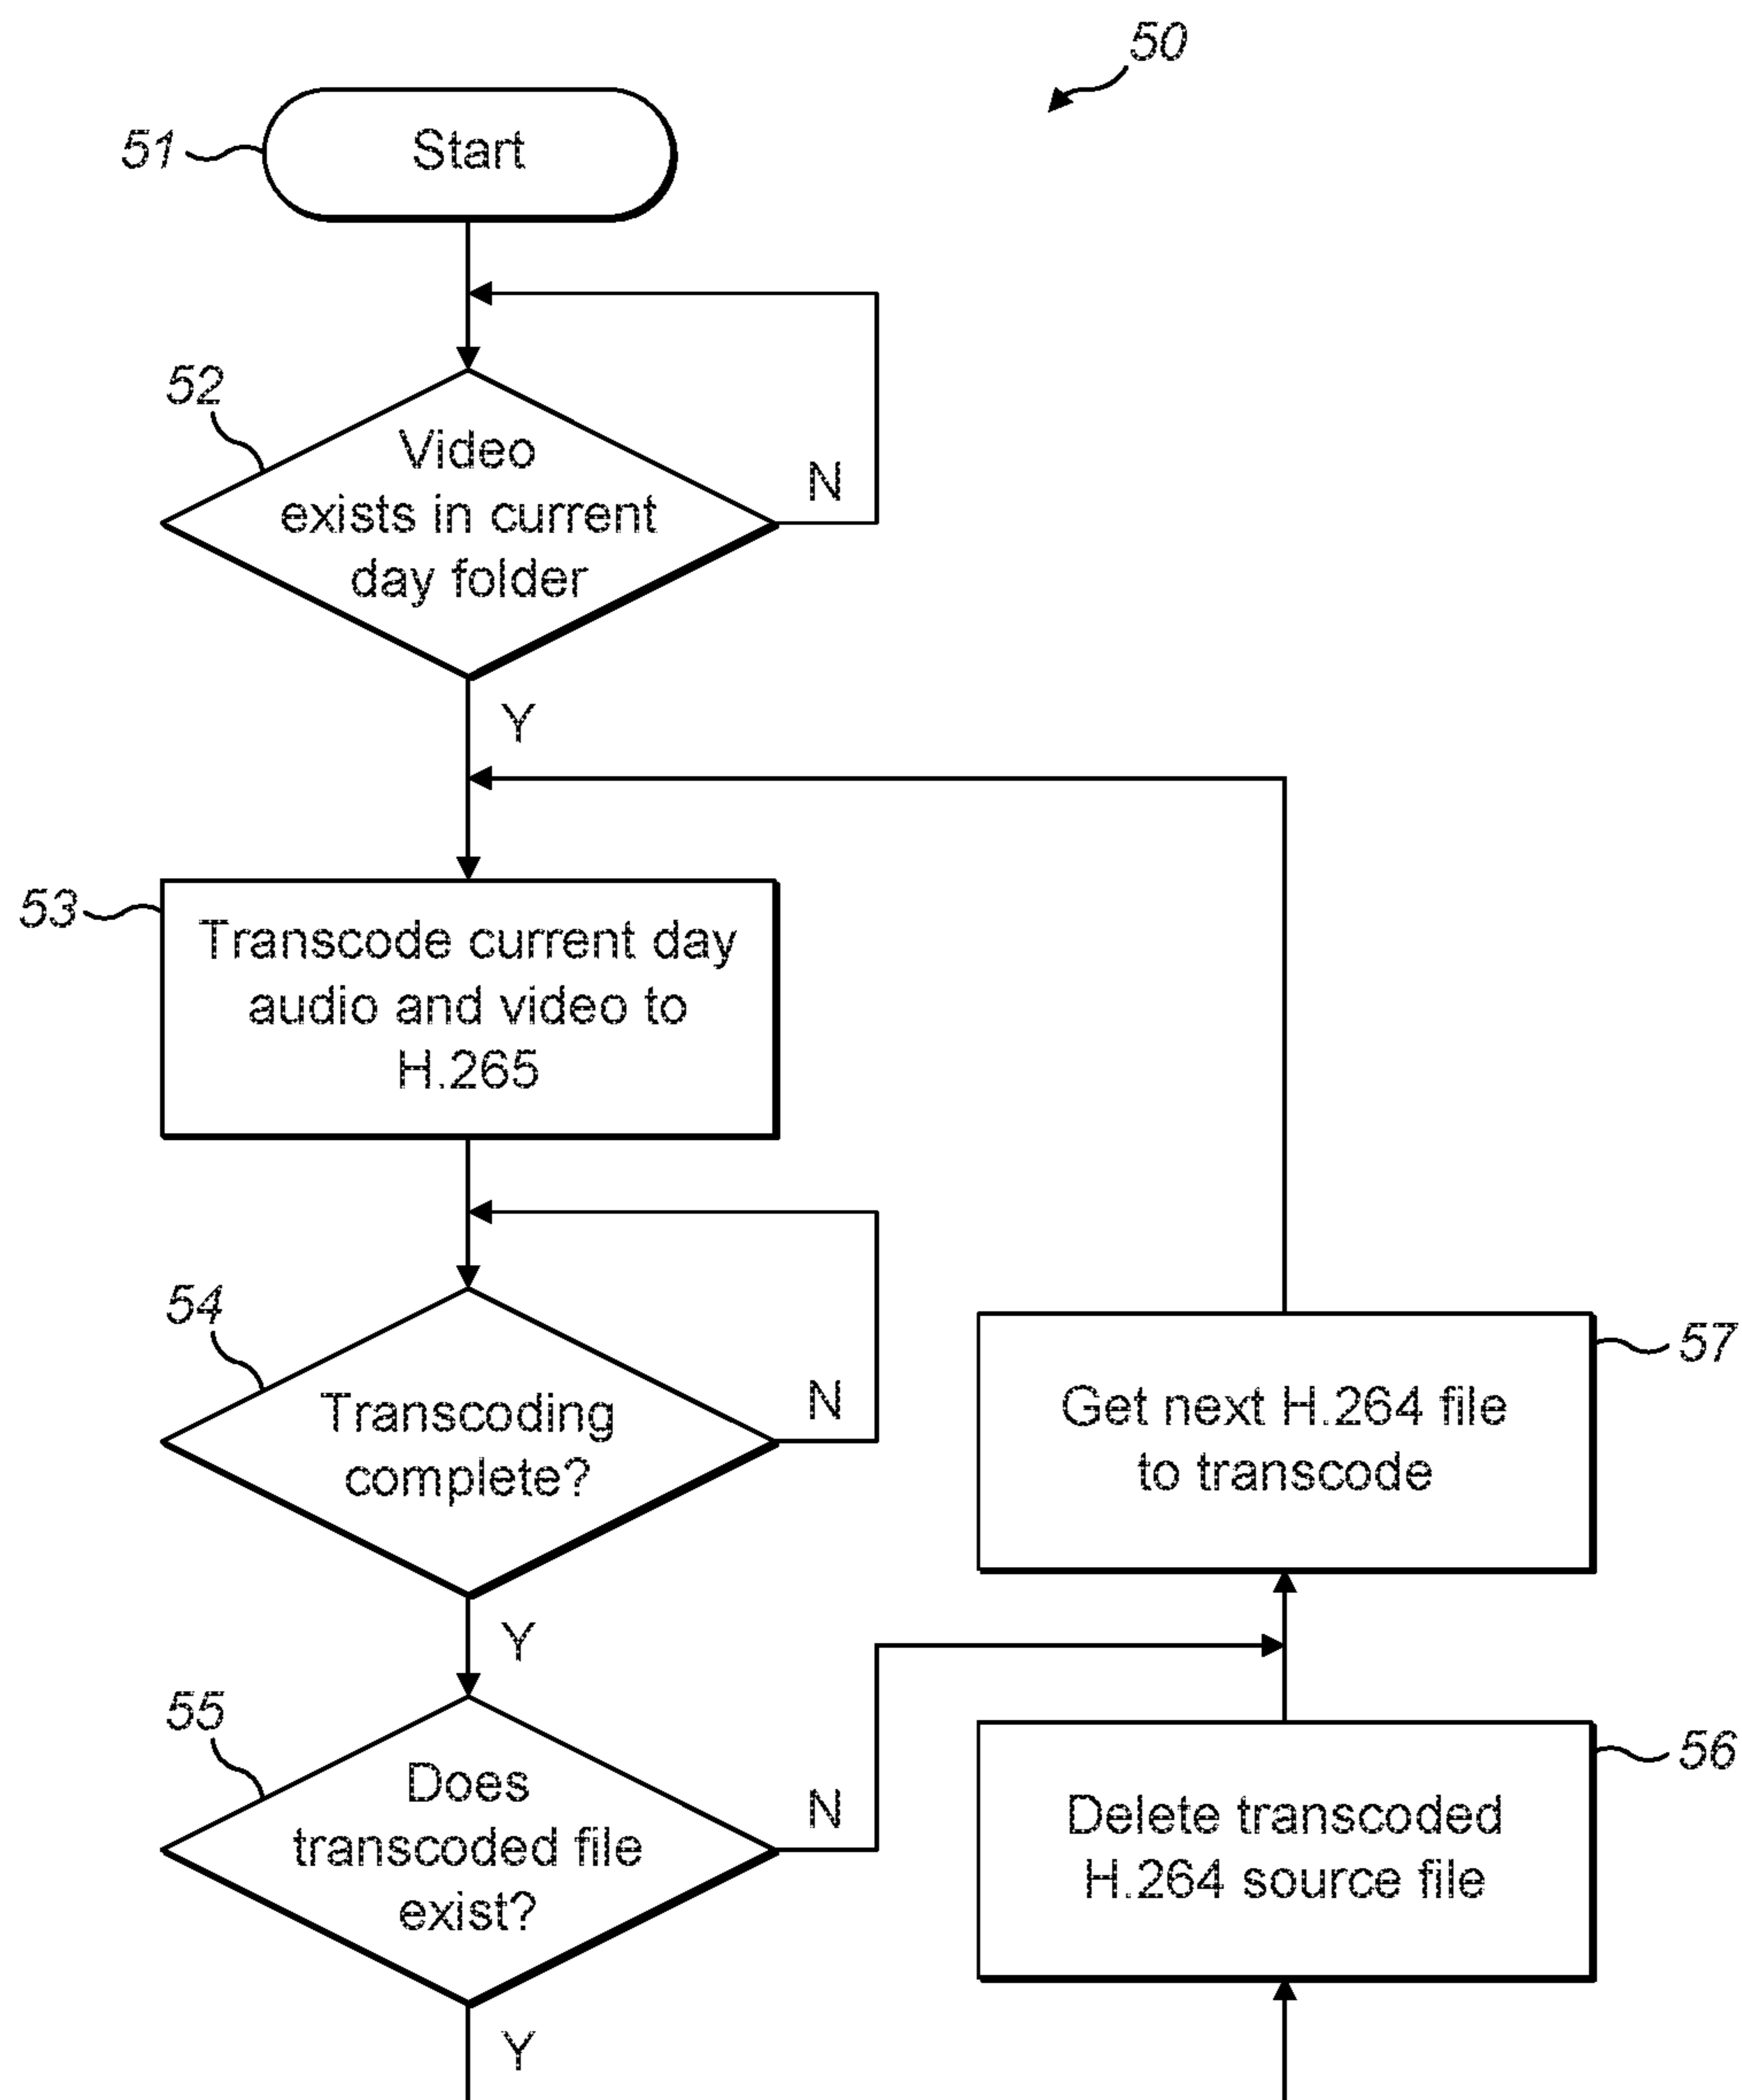 50
51
Start
52
Video
exists in current
day folder
N
Y
53
Transcode current day
audio and video to
H.265
54
Transcoding
complete?
N
Y
57
Get next H.264 file
to transcode
55
Does
transcoded file
exist?
N
Y
56
Delete transcoded
H.264 source file